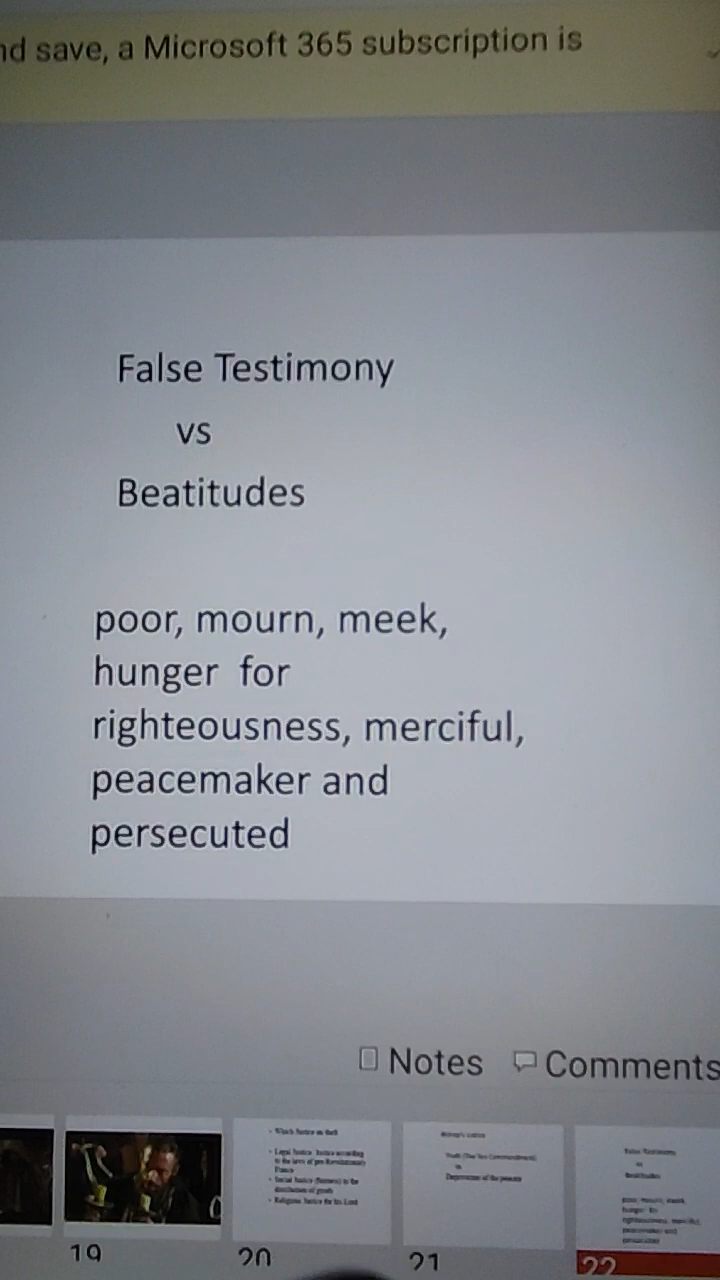 nd save, a Microsoft 365 subscription is
False Testimony
vs
Beatitudes
poor, mourn, meek,
hunger for
righteousness, merciful,
peacemaker and
persecuted
Notes Comments
19 20 21 22